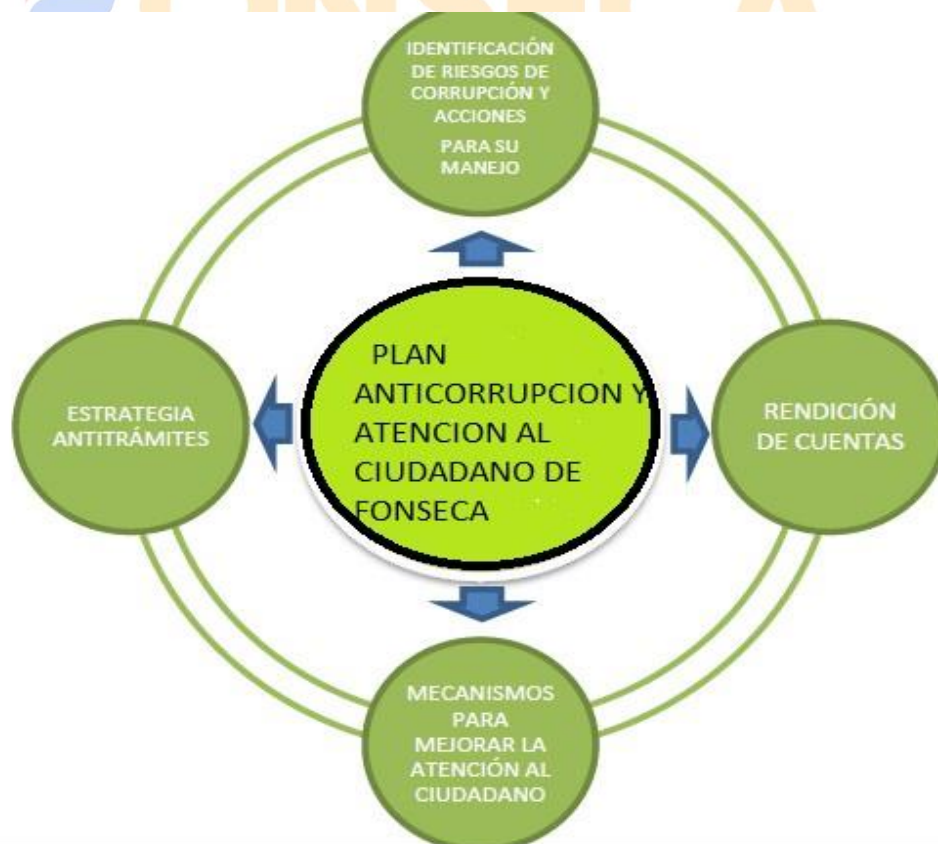 IDENTIFICACIÓN
DE RIESGOS DE
CORRUPCIÓN Y
ACCIONES
PARA SU
MANEJO
PLAN
ANTICORRUPCION Y
ATENCION AL
CIUDADANO DE
FONSECA
ESTRATEGIA
ANTITRÁMITES
RENDICIÓN
DE CUENTAS
MECANISMOS
PARA
MEJORAR LA
ATENCIÓN AL
CIUDADANO